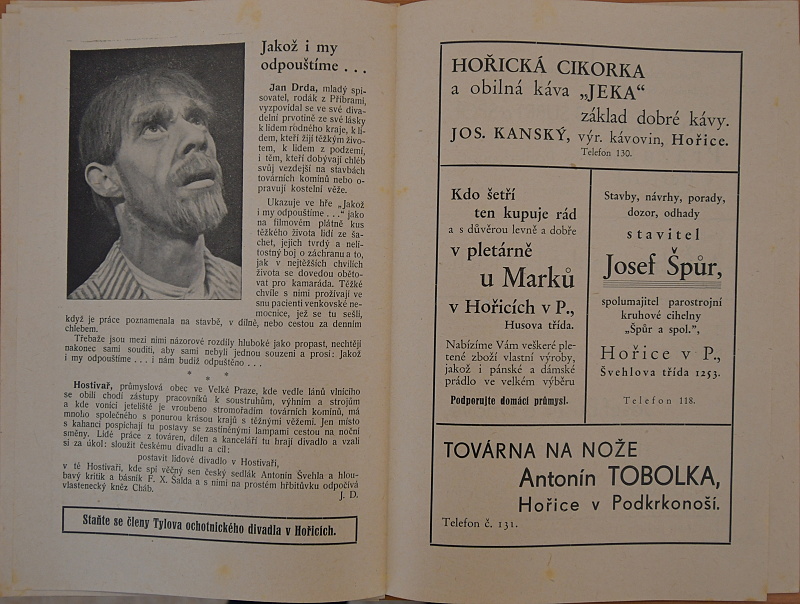 Jakož i my
odpouštíme . . .
Jan Drda, mladý spi-
sovatel, rodák z Příbrami,
vyzpovídal se ve své diva-
delní prvotině ze své lásky
k lidem rodného kraje, k li-
dem, kteří žijí těžkým živo-
tem, k lidem z podzemí,
i těm, kteří dobývají chléb
svůj vezdejší na stavbách
továrních komínů nebo o-
pravují kostelní věže.
Ukazuje ve hře „Jakož
i my odpouštíme . . .“ jako
na filmovém plátně kus
těžkého života lidí ze ša-
chet, jejich tvrdý a neli-
tostný boj o záchranu a to,
jak v nejtěžších chvílích
života se dovedou oběto-
vat pro kamaráda. Těžké
chvíle s nimi prožívají ve
snu pacienti venkovské ne-
mocnice, jež se tu sešli,
když je práce poznamenala na stavbě, v dílně, nebo cestou za denním
chlebem.
Třebaže jsou mezi nimi názorové rozdíly hluboké jako propast, nechtějí
nakonec sami souditi, aby sami nebyli jednou souzeni a prosí: Jakož
i my odpouštíme . . . i nám budiž odpuštěno . . .
* * *
Hostivař, průmyslová obec ve Velké Praze, kde vedle lánů vlnícího
se obilí chodí zástupy pracovníků k soustruhům, výhním a strojům
a kde vonící jeteliště je vroubeno stromořadím továrních komínů, má
mnoho společného s ponurou krásou krajů s těžnými věžemi. Jen místo
s kahanci pospíchají tu postavy se zastíněnými lampami cestou na noční
směny. Lidé práce z továren, dílen a kanceláří tu hrají divadlo a vzali
si za úkol: sloužit českému divadlu a cíl:
postavit lidové divadlo v Hostivaři,
v té Hostivaři, kde spí věčný sen český sedlák Antonín Švehla a hlou-
bavý kritik a básník F. X. Šalda a s nimi na prostém hřbitůvku odpočívá
vlastenecký kněz Cháb.
J. D.
Staňte se členy Tylova ochotnického divadla v Hořicích.
HOŘICKÁ CIKORKA
a obilná káva „JEKA“
základ dobré kávy.
JOS. KANSKÝ, výr. kávovin, Hořice.
Telefon 130.
Kdo šetří
ten kupuje rád
a s důvěrou levně a dobře
v pletárně
u Marků
v Hořicích v P.,
Husova třída.
Nabízíme Vám veškeré ple-
tené zboží vlastní výroby,
jakož i pánské a dámské
prádlo ve velkém výběru
Podporujte domácí průmysl.
Stavby, návrhy, porady,
dozor, odhady
stavitel
Josef Špůr,
spolumajitel parostrojní
kruhové cihelny
„Špůr a spol.“,
Hořice v P.,
Švehlova třída 1253.
Telefon 118.
TOVÁRNA NA NOŽE
Antonín TOBOLKA,
Hořice v Podkrkonoší.
Telefon č. 131.